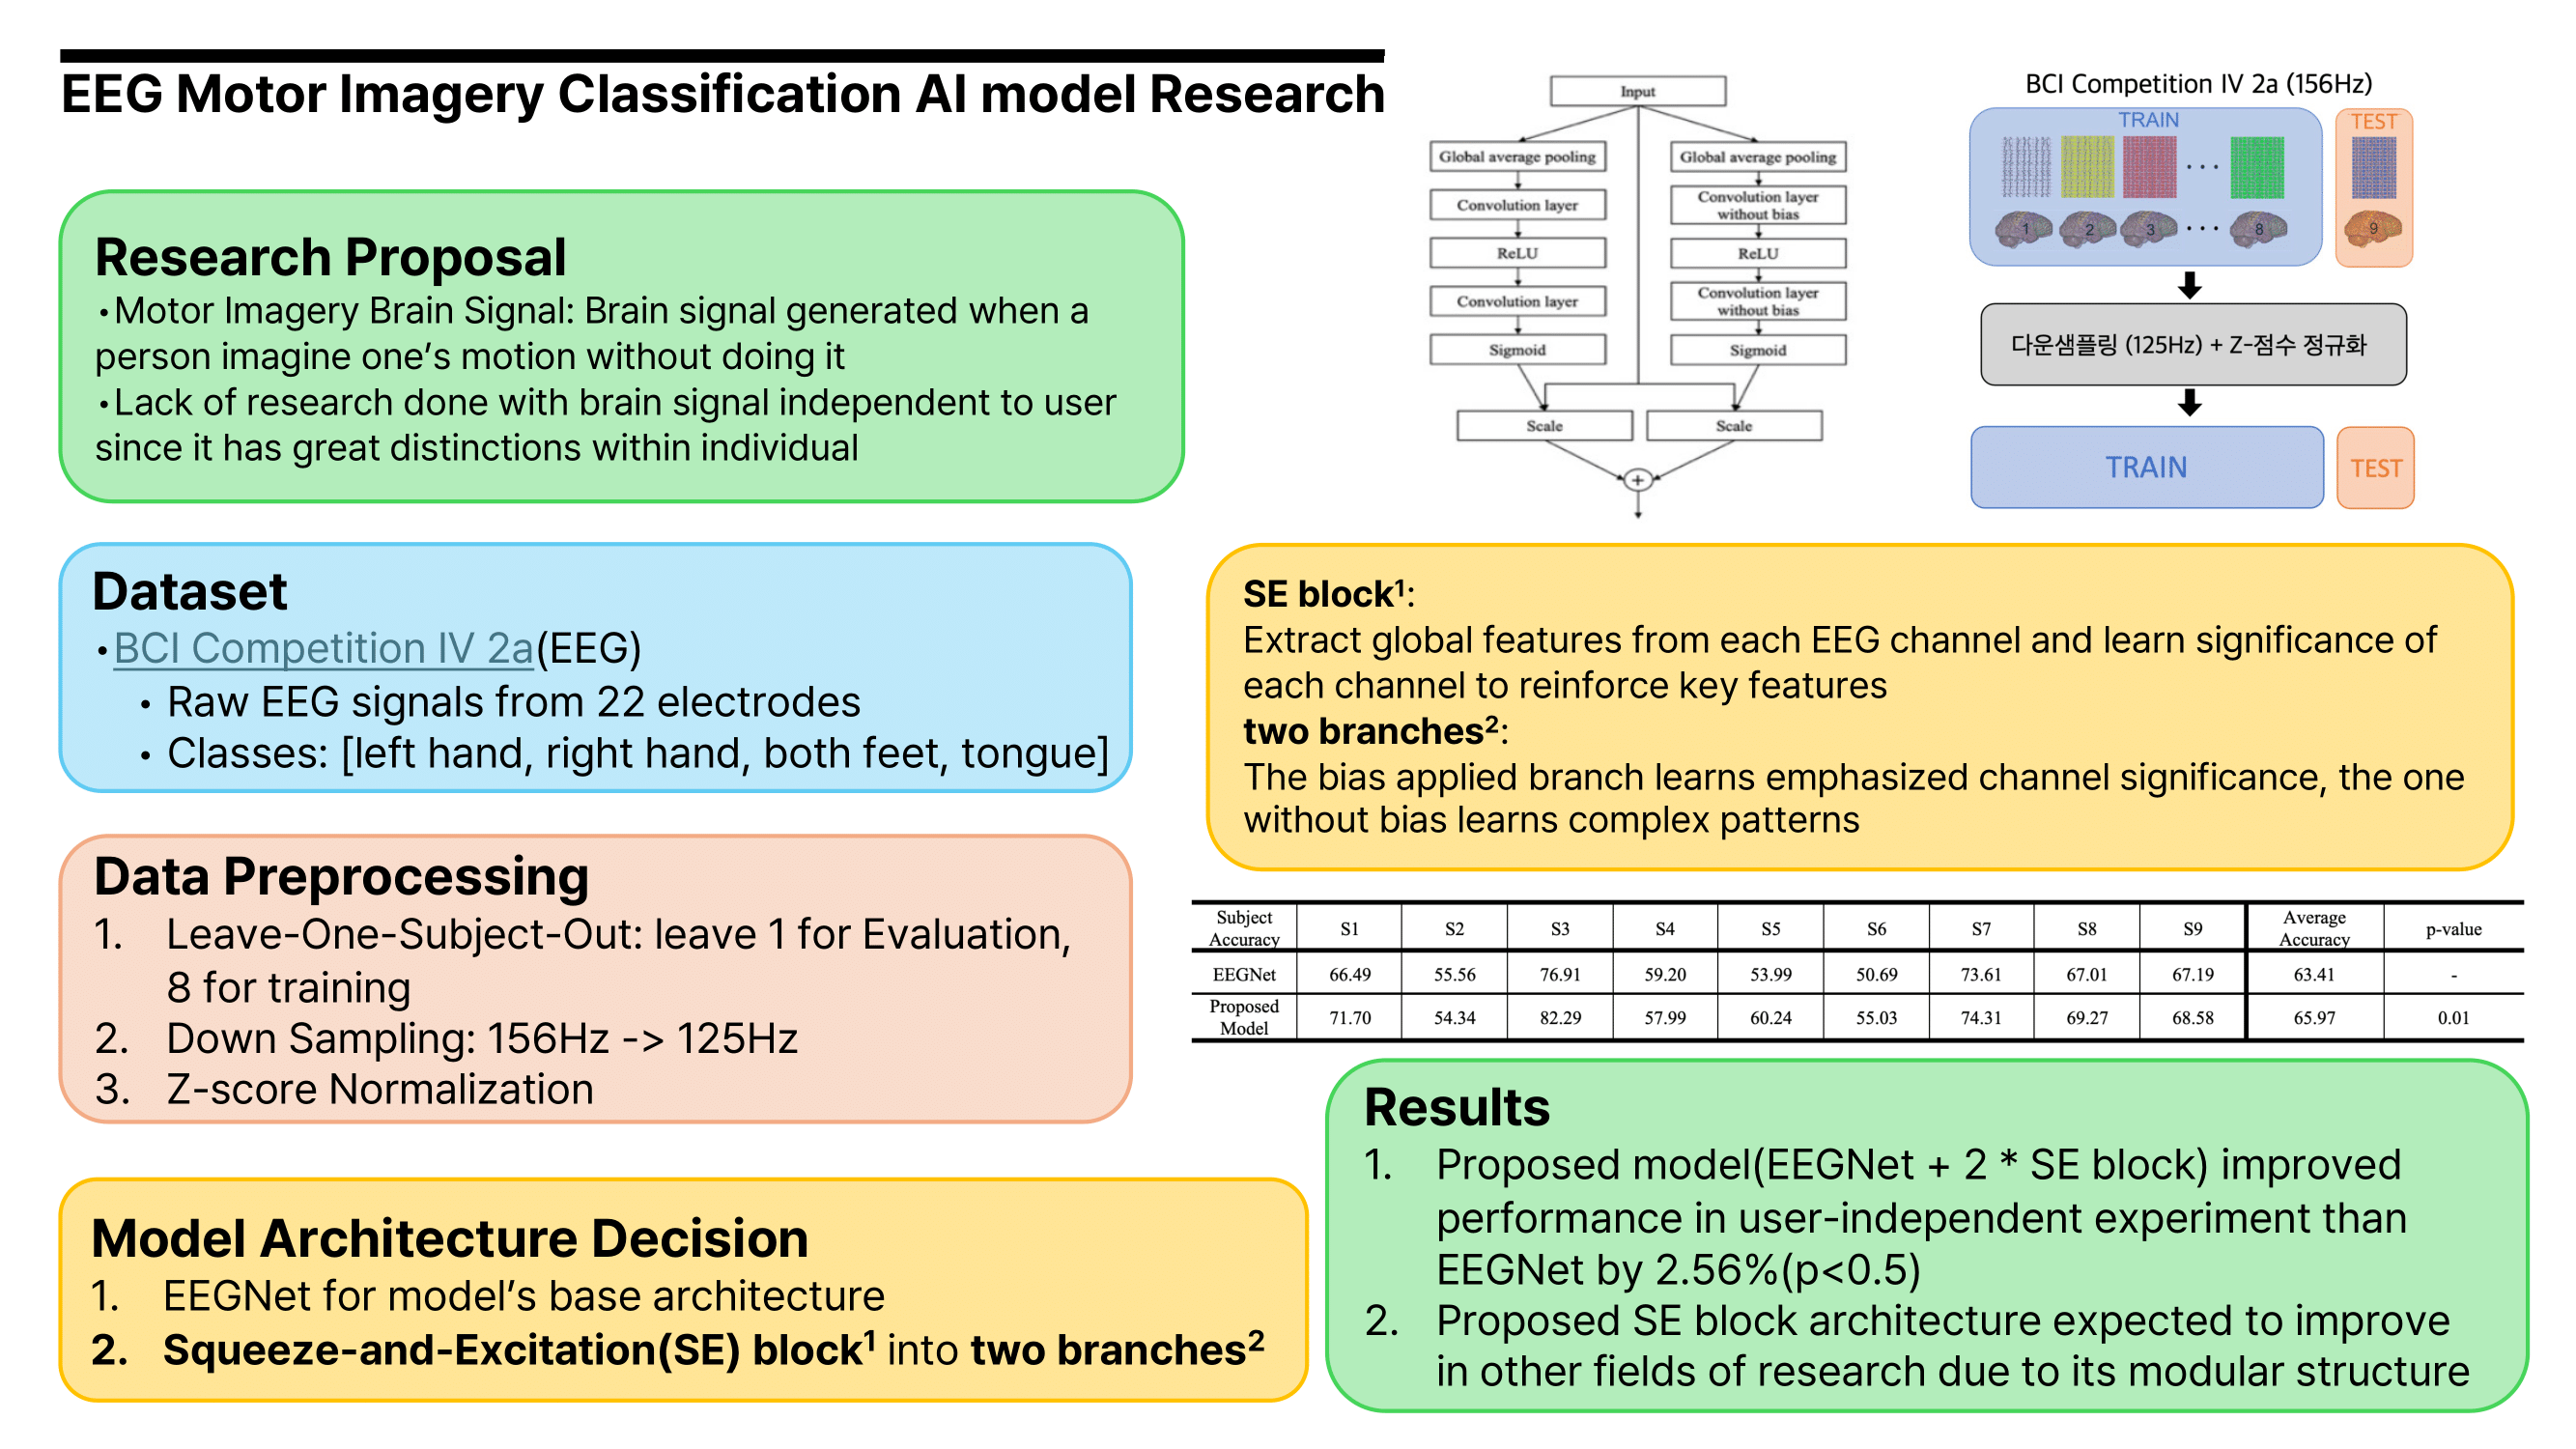 EEG Motor Imagery Classification AI model Research
Research Proposal
•Motor Imagery Brain Signal: Brain signal generated when a
person imagine one’s motion without doing it
•Lack of research done with brain signal independent to user
since it has great distinctions within individual
Dataset
•BCI Competition IV 2a(EEG)
• Raw EEG signals from 22 electrodes
• Classes: [left hand, right hand, both feet, tongue]
Data Preprocessing
1. Leave-One-Subject-Out: leave 1 for Evaluation,
8 for training
2. Down Sampling: 156Hz -> 125Hz
3. Z-score Normalization
Model Architecture Decision
1. EEGNet for model’s base architecture
2. Squeeze-and-Excitation(SE) block¹ into two branches²
Input
Global average pooling
Global average pooling
Convolution layer
Convolution layer
without bias
ReLU
ReLU
Convolution layer
Convolution layer
without bias
Sigmoid
Sigmoid
Scale
Scale
+
BCI Competition IV 2a (156Hz)
TRAIN
TEST
1 2 3 ··· 8 9
다운샘플링 (125Hz) + Z-점수 정규화
TRAIN
TEST
SE block¹:
Extract global features from each EEG channel and learn significance of
each channel to reinforce key features
two branches²:
The bias applied branch learns emphasized channel significance, the one
without bias learns complex patterns
Subject Accuracy S1 S2 S3 S4 S5 S6 S7 S8 S9 Average Accuracy p-value
EEGNet 66.49 55.56 76.91 59.20 53.99 50.69 73.61 67.01 67.19 63.41 -
Proposed Model 71.70 54.34 82.29 57.99 60.24 55.03 74.31 69.27 68.58 65.97 0.01
Results
1. Proposed model(EEGNet + 2 * SE block) improved
performance in user-independent experiment than
EEGNet by 2.56%(p<0.5)
2. Proposed SE block architecture expected to improve
in other fields of research due to its modular structure